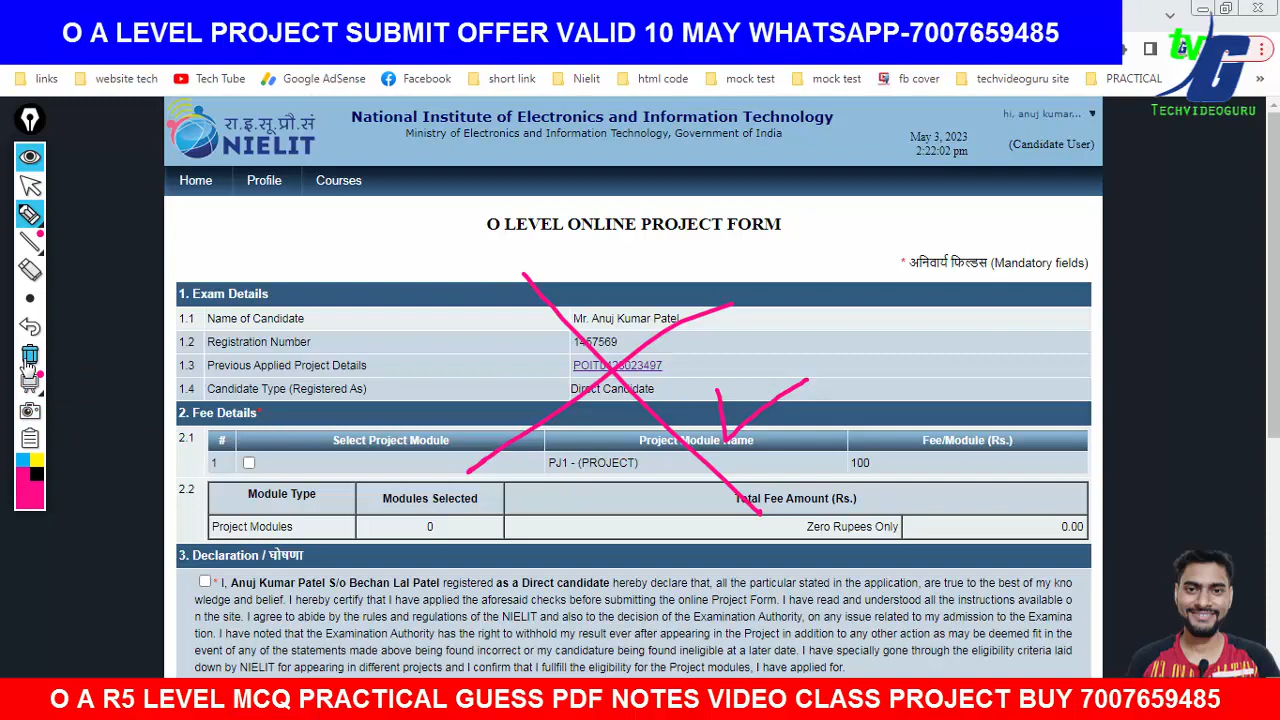 O A LEVEL PROJECT SUBMIT OFFER VALID 10 MAY WHATSAPP-7007659485
tv G
links website tech Tech Tube Google AdSense Facebook short link Nielit html code mock test mock test fb cover techvideoguru site PRACTICAL »
TECHVIDEOGURU
रा.इ.सू.प्रौ.सं
NIELIT
National Institute of Electronics and Information Technology
Ministry of Electronics and Information Technology, Government of India
hi, anuj kumar...
May 3, 2023
2:22:02 pm
(Candidate User)
Home Profile Courses
O LEVEL ONLINE PROJECT FORM
* अनिवार्य फिल्डस (Mandatory fields)
1. Exam Details
1.1 Name of Candidate Mr. Anuj Kumar Patel
1.2 Registration Number 1457569
1.3 Previous Applied Project Details
1.4 Candidate Type (Registered As) Direct Candidate
2. Fee Details*
2.1 # Select Project Module Project Module Name Fee/Module (Rs.)
1 PJ1 - (PROJECT) 100
2.2 Module Type Modules Selected Total Fee Amount (Rs.)
Project Modules 0 Zero Rupees Only 0.00
3. Declaration / घोषणा
* I, Anuj Kumar Patel S/o Bechan Lal Patel registered as a Direct candidate hereby declare that, all the particular stated in the application, are true to the best of my kno
wledge and belief. I hereby certify that I have applied the aforesaid checks before submitting the online Project Form. I have read and understood all the instructions available o
n the site. I agree to abide by the rules and regulations of the NIELIT and also to the decision of the Examination Authority, on any issue related to my admission to the Examina
tion. I have noted that the Examination Authority has the right to withhold my result ever after appearing in the Project in addition to any other action as may be deemed fit in the
event of any of the statements made above being found incorrect or my candidature being found ineligible at a later date. I have specially gone through the eligibility criteria laid
down by NIELIT for appearing in different projects and I confirm that I fullfill the eligibility for the Project modules, I have applied for.
O A R5 LEVEL MCQ PRACTICAL GUESS PDF NOTES VIDEO CLASS PROJECT BUY 7007659485